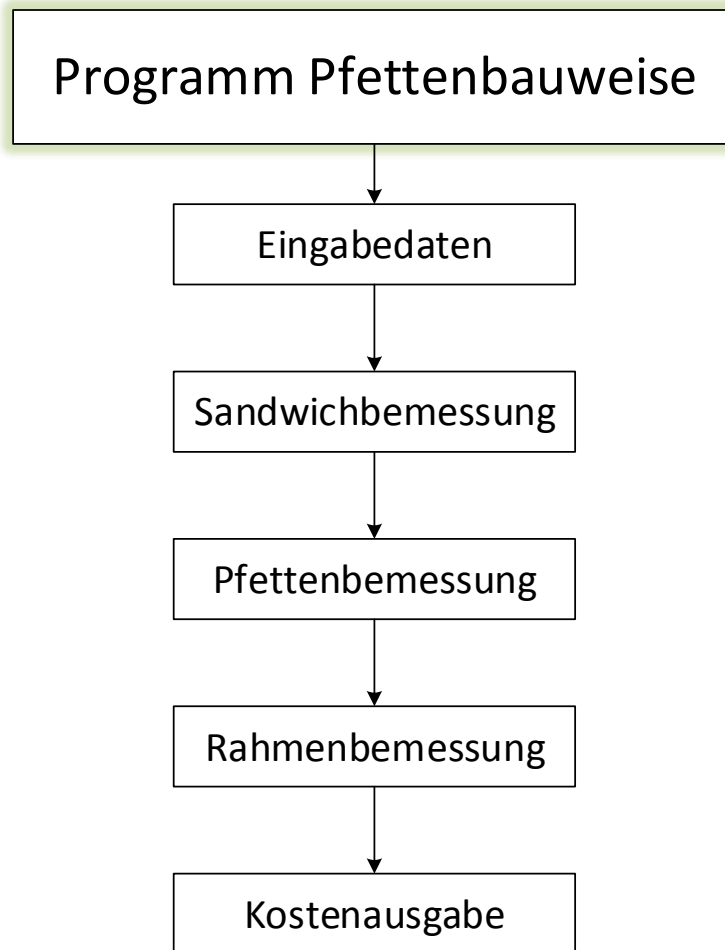 Programm Pfettenbauweise
Eingabedaten
Sandwichbemessung
Pfettenbemessung
Rahmenbemessung
Kostenausgabe